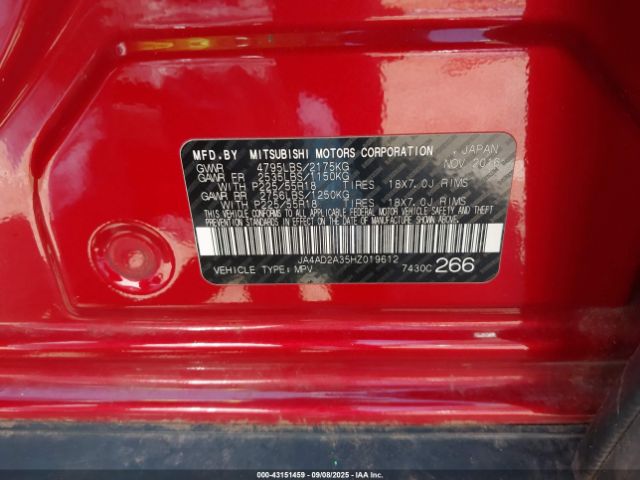 MFD.BY MITSUBISHI MOTORS CORPORATION JAPAN
GVWR 4795LBS/2175KG NOV 2016
GAWR FR 2535LBS/1150KG
WITH P225/55R18 TIRES 18X7.0J RIMS
GAWR RR 2756LBS/1250KG
WITH P225/55R18 TIRES 18X7.0J RIMS
THIS VEHICLE CONFORMS TO ALL APPLICABLE FEDERAL
MOTOR VEHICLE SAFETY AND THEFT PREVENTION
STANDARDS IN EFFECT ON THE DATE OF MANUFACTURE
SHOWN ABOVE.
JA4AD2A35HZ019612
VEHICLE TYPE: MPV 7430C 266
000-43151459 - 09/08/2025 -